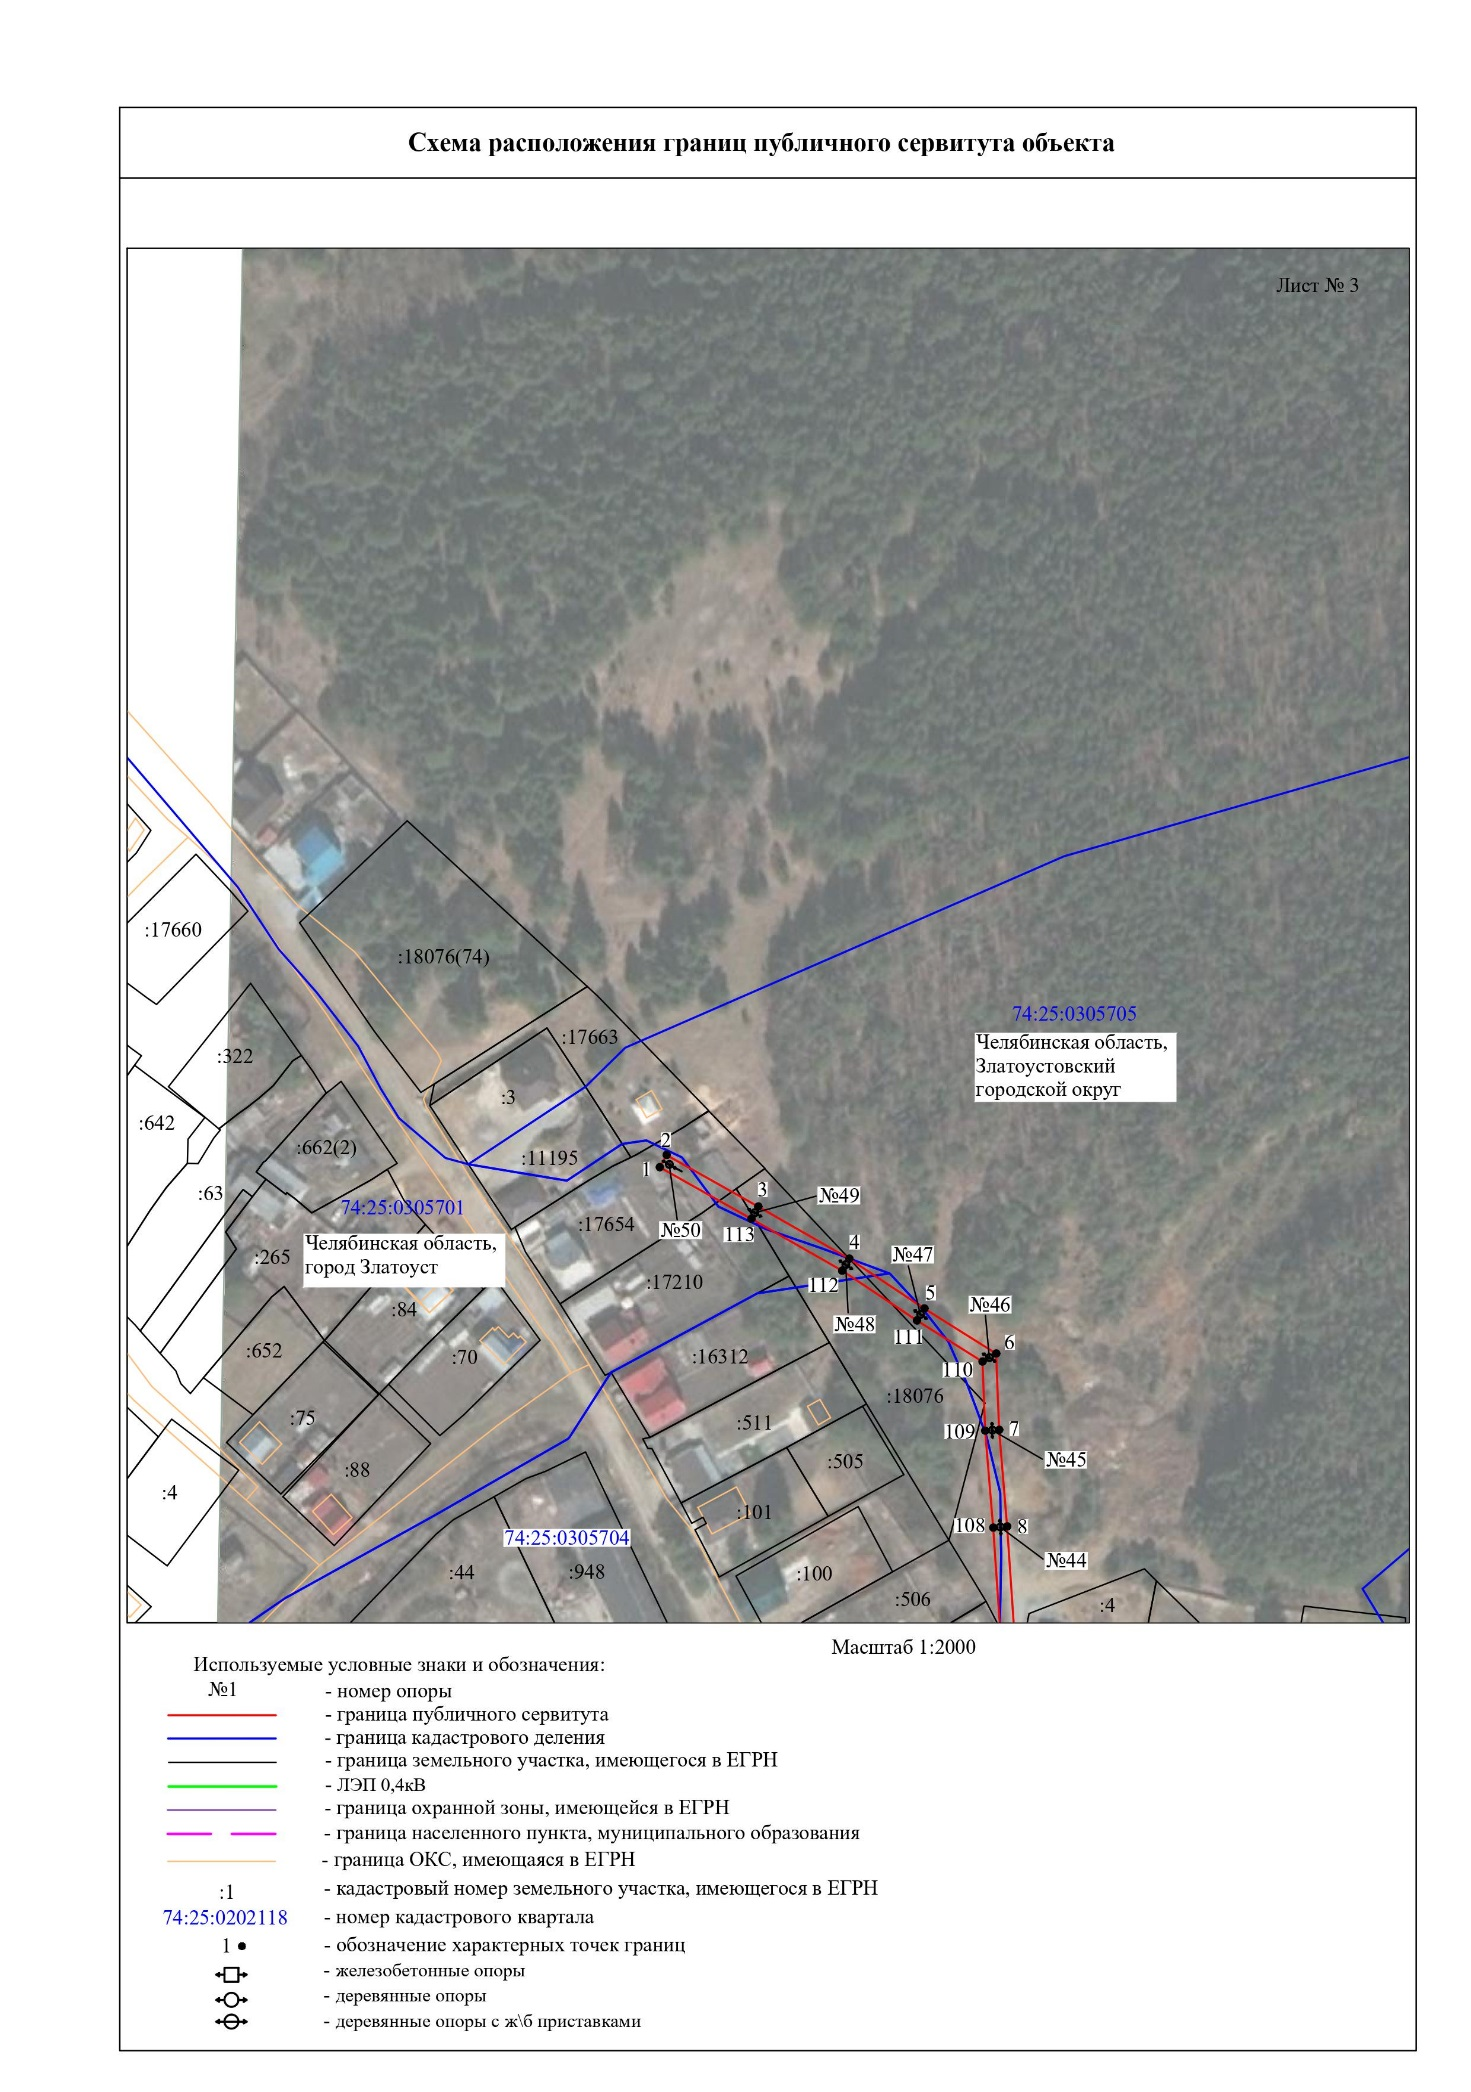 Схема расположения границ публичного сервитута объекта
Лист № 3
:17660
:18076(74)
74:25:0305705
Челябинская область,
Златоустовский
городской округ
:17663
:322
:3
:642
:662(2)
:11195
2
1
:63
74:25:0305701
3
№49
:17654
№50
113
Челябинская область,
город Златоуст
:265
4
№47
:17210
112
5
№46
:84
№48
111
6
:652
:70
:16312
110
:18076
:75
:511
109
7
№45
:88
:505
:4
:101
108
8
74:25:0305704
№44
:44
:948
:100
:506
:4
Масштаб 1:2000
Используемые условные знаки и обозначения:
№1 - номер опоры
- граница публичного сервитута
- граница кадастрового деления
- граница земельного участка, имеющегося в ЕГРН
- ЛЭП 0,4кВ
- граница охранной зоны, имеющейся в ЕГРН
- граница населенного пункта, муниципального образования
- граница ОКС, имеющаяся в ЕГРН
:1 - кадастровый номер земельного участка, имеющегося в ЕГРН
74:25:0202118 - номер кадастрового квартала
1 - обозначение характерных точек границ
- железобетонные опоры
- деревянные опоры
- деревянные опоры с ж\б приставками